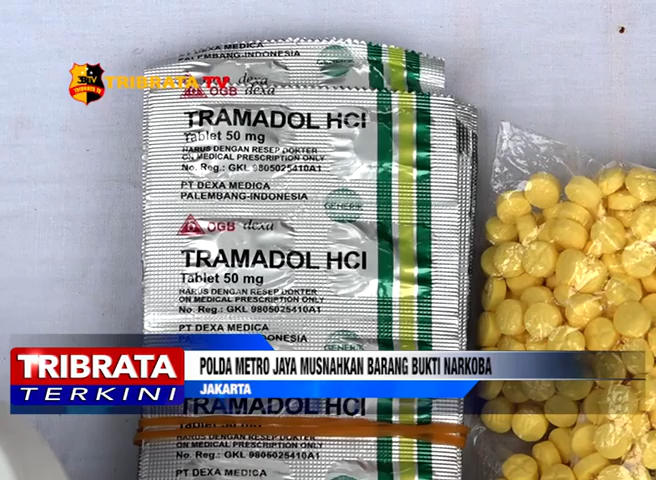 PT DEXA MEDICA
PALEMBANG-INDONESIA
TRIBRATA TV
OGB dexa
TRAMADOL HCl
Tablet 50 mg
HARUS DENGAN RESEP DOKTER
ON MEDICAL PRESCRIPTION ONLY
No. Reg.: GKL 9805025410A1
PT DEXA MEDICA
PALEMBANG-INDONESIA
GENERIK
OGB dexa
TRAMADOL HCl
Tablet 50 mg
HARUS DENGAN RESEP DOKTER
ON MEDICAL PRESCRIPTION ONLY
No. Reg.: GKL 9805025410A1
PT DEXA MEDICA
GENERIK
TRIBRATA
TERKINI
POLDA METRO JAYA MUSNAHKAN BARANG BUKTI NARKOBA
JAKARTA
TRAMADOL HCl
HARUS DENGAN RESEP DOKTER
ON MEDICAL PRESCRIPTION ONLY
No. Reg.: GKL 9805025410A1
PT DEXA MEDICA